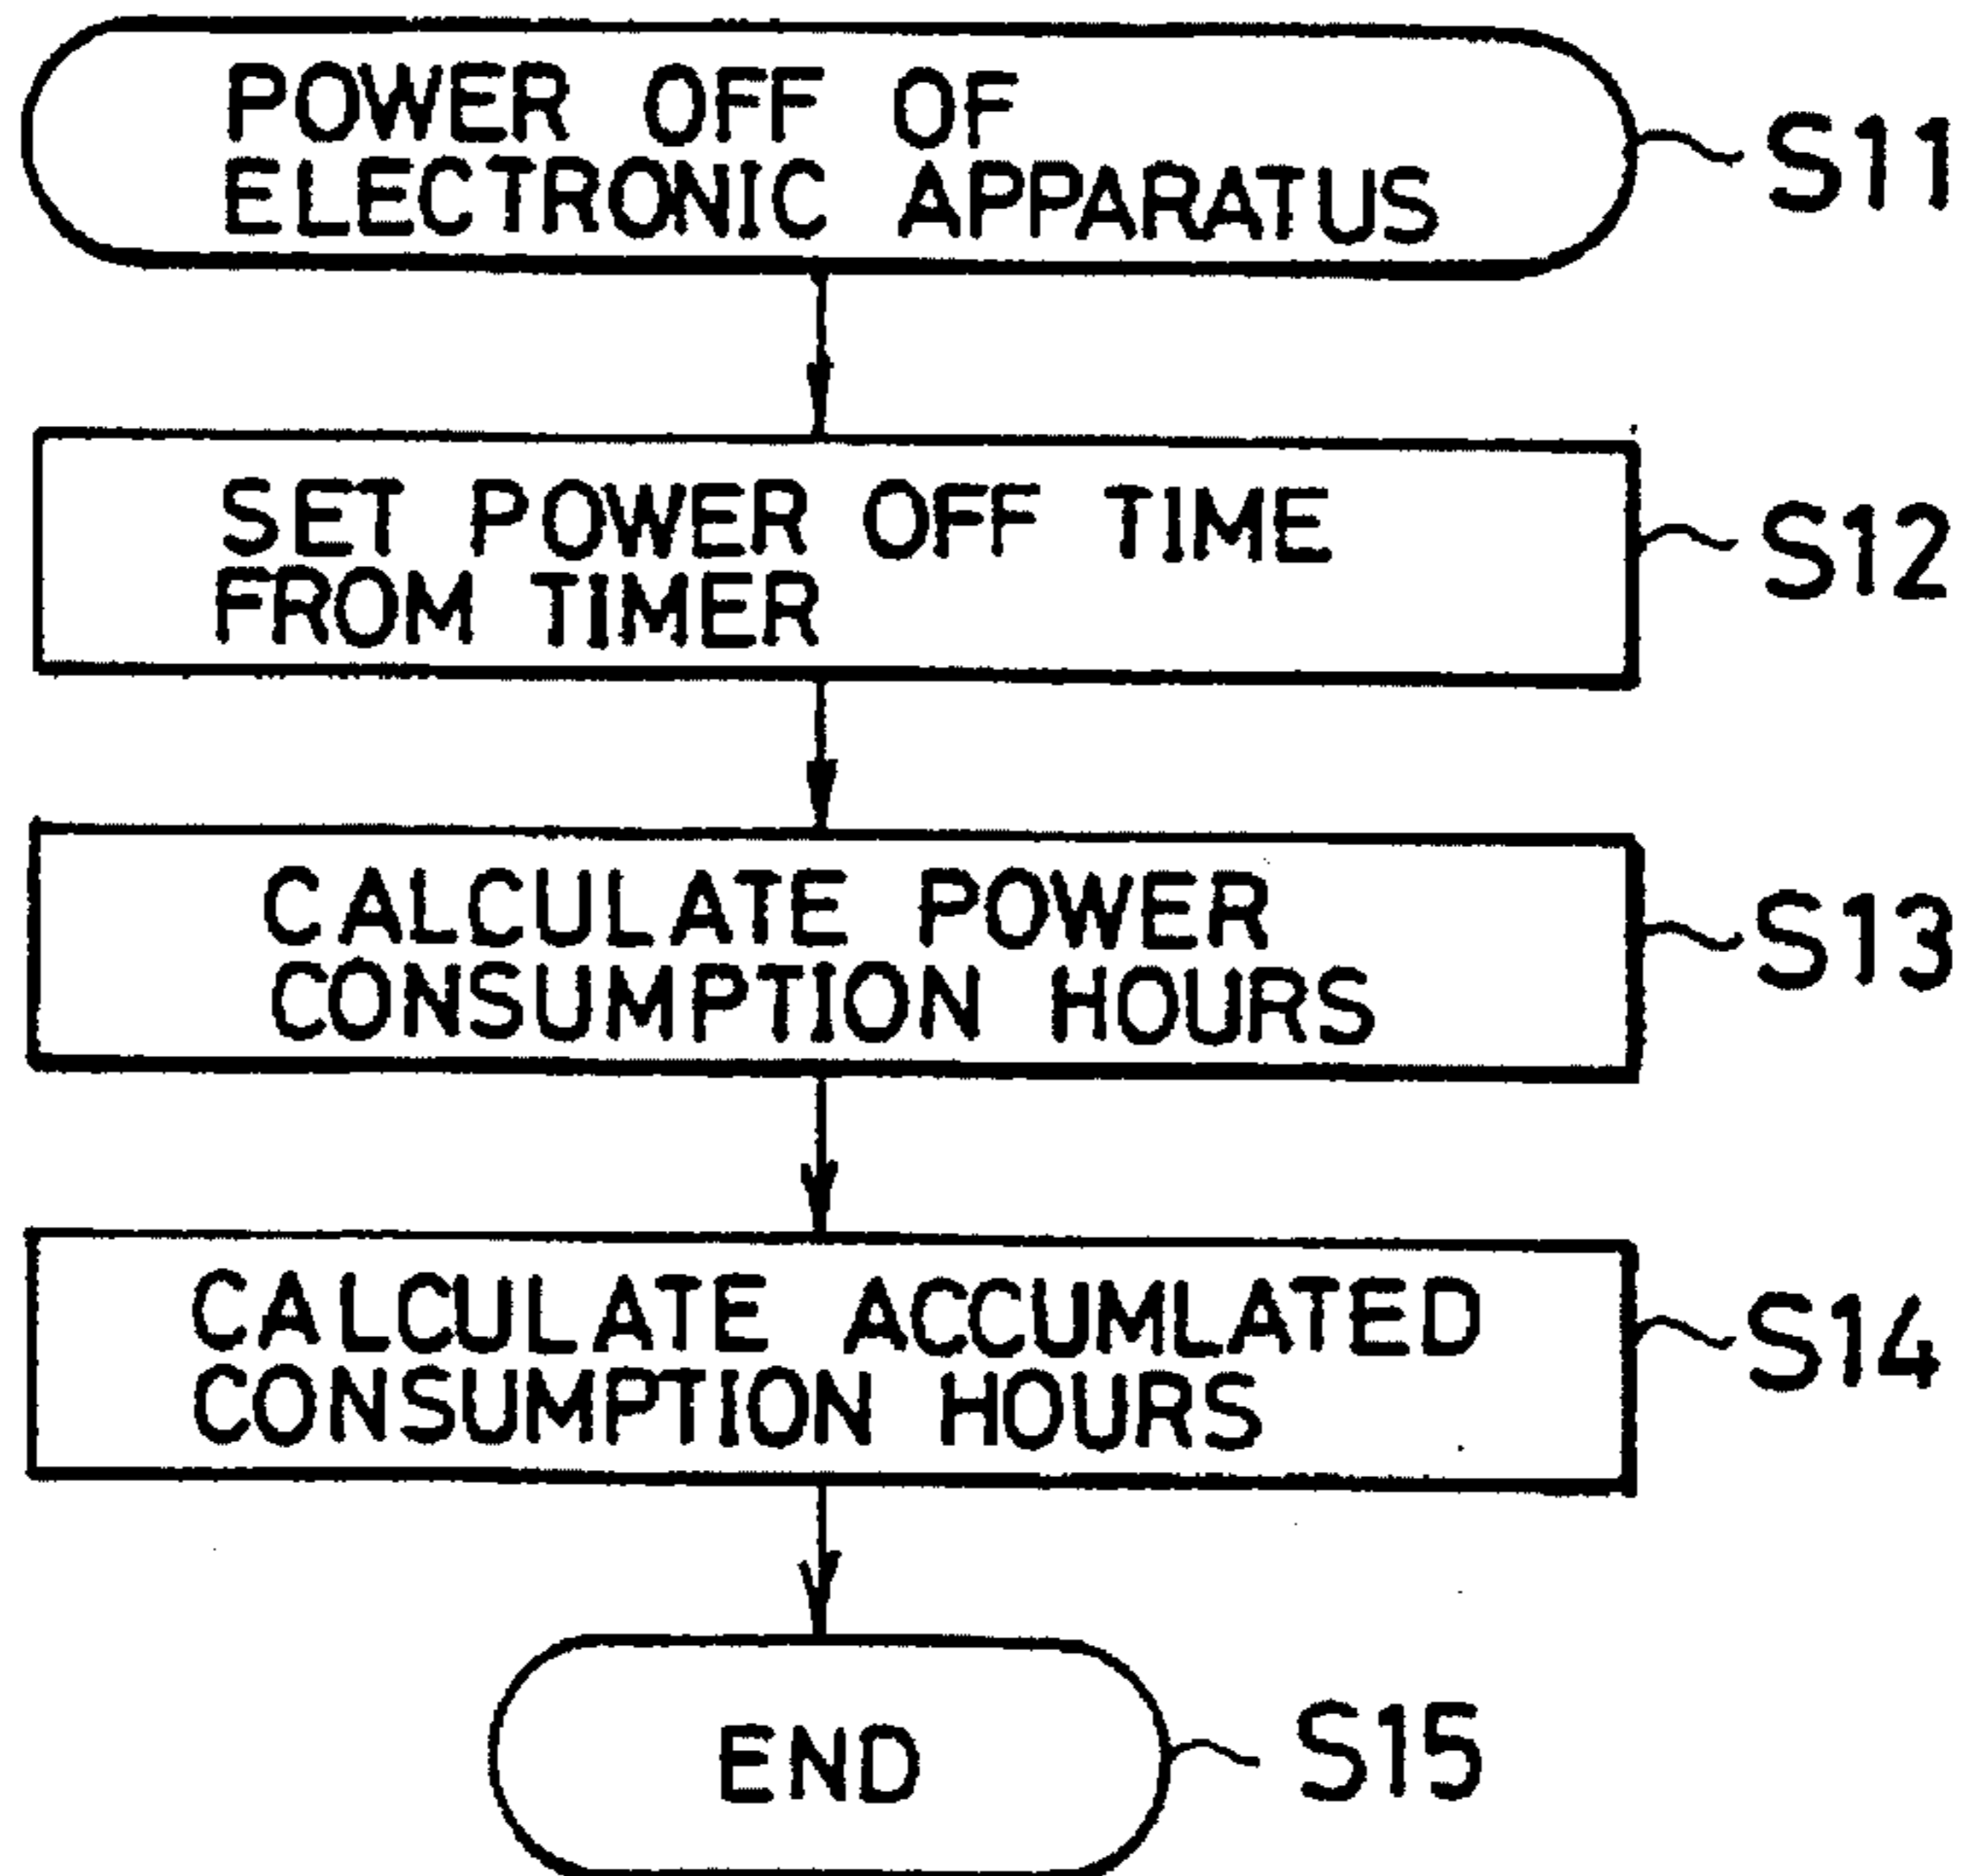 POWER OFF OF
ELECTRONIC APPARATUS
S11
SET POWER OFF TIME
FROM TIMER
S12
CALCULATE POWER
CONSUMPTION HOURS
S13
CALCULATE ACCUMLATED
CONSUMPTION HOURS
S14
END
S15